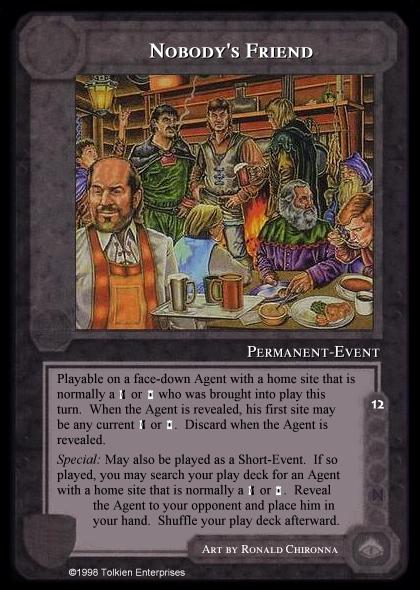 Nobody's Friend
Permanent-Event
Playable on a face-down Agent with a home site that is
normally a or who was brought into play this
turn. When the Agent is revealed, his first site may
be any current or . Discard when the Agent is
revealed.
12
Special: May also be played as a Short-Event. If so
played, you may search your play deck for an Agent
with a home site that is normally a or . Reveal
the Agent to your opponent and place him in
your hand. Shuffle your play deck afterward.
Art by Ronald Chironna
©1998 Tolkien Enterprises